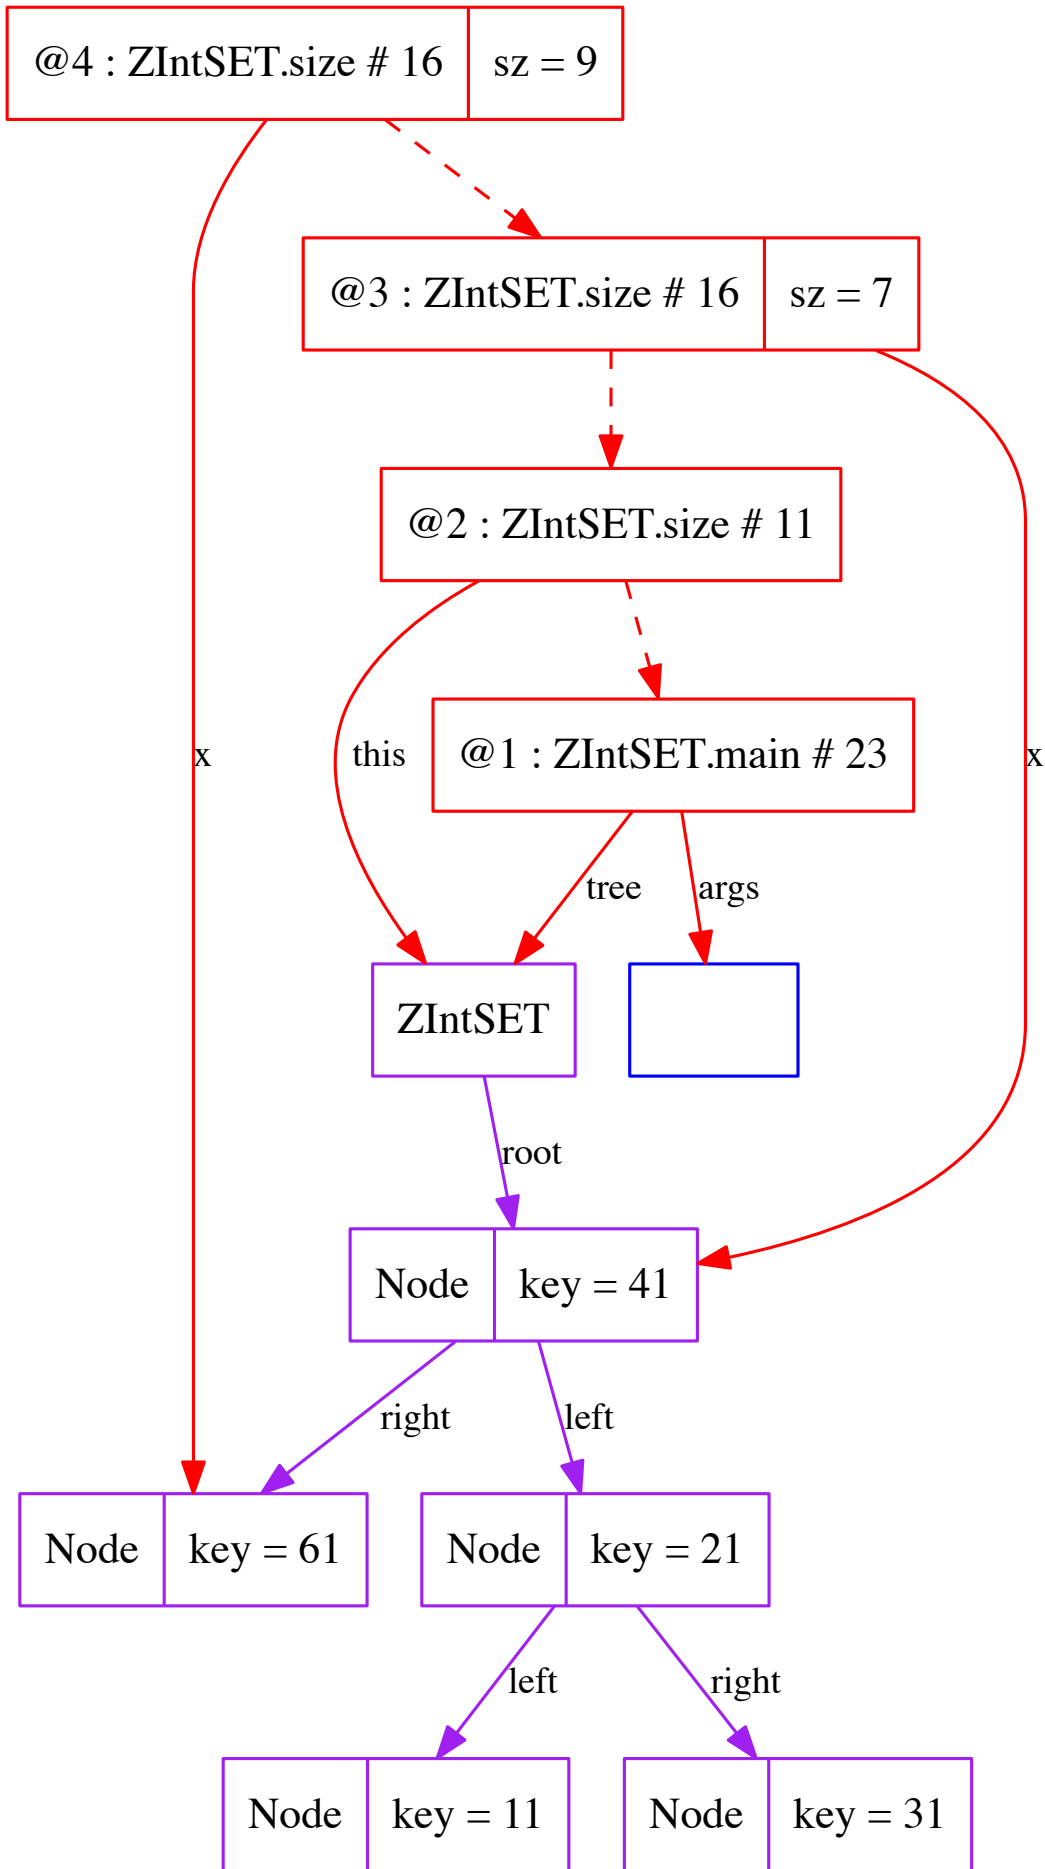 @4 : ZIntSET.size # 16 sz = 9
@3 : ZIntSET.size # 16 sz = 7
@2 : ZIntSET.size # 11
x this @1 : ZIntSET.main # 23 x
tree args
ZIntSET
root
Node key = 41
right left
Node key = 61 Node key = 21
left right
Node key = 11 Node key = 31